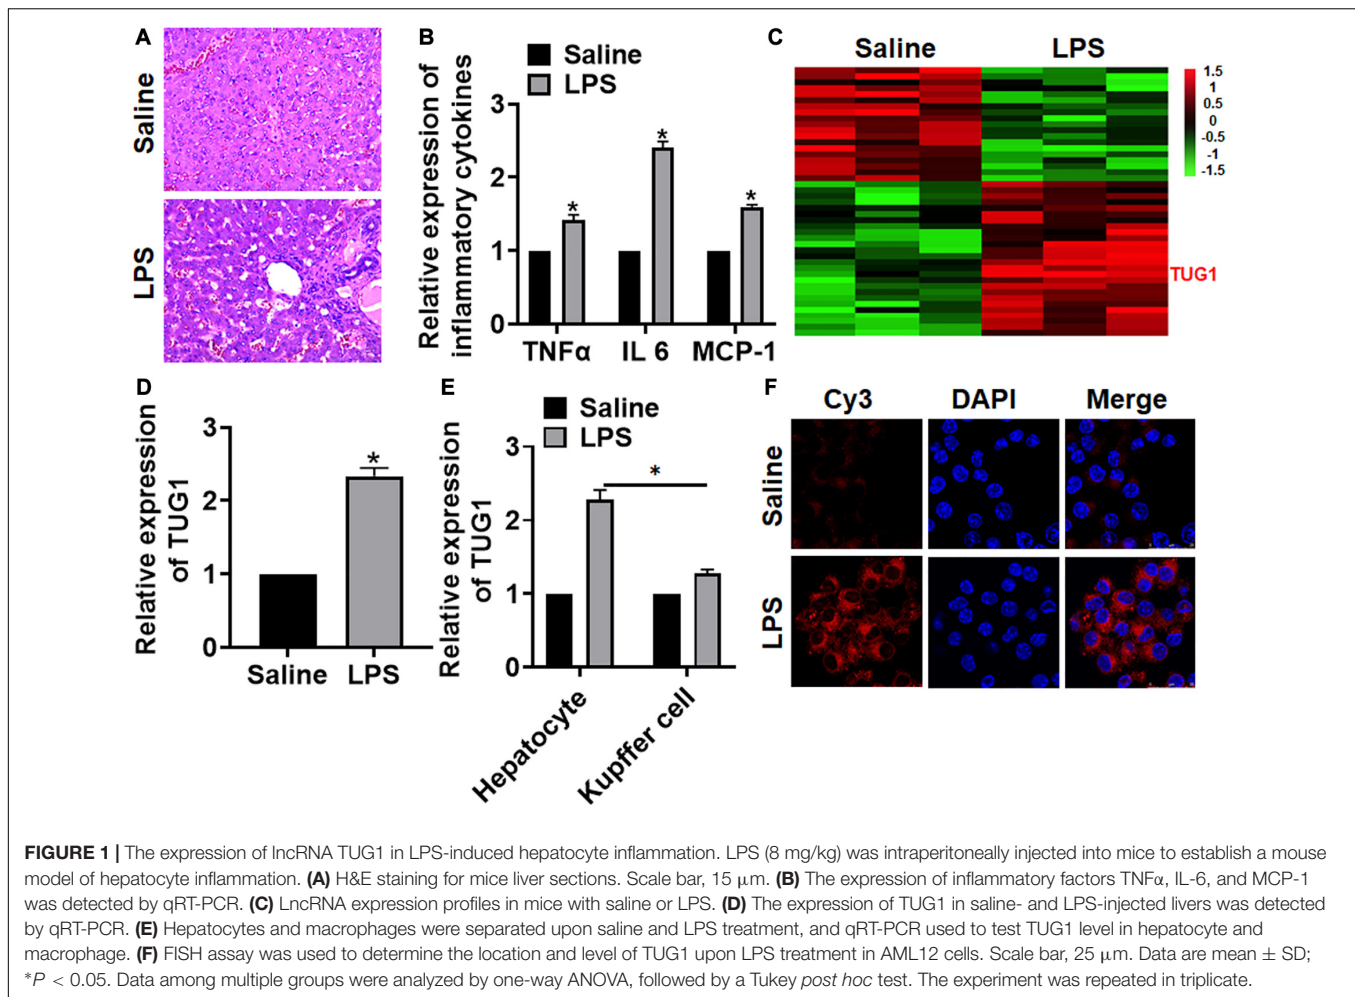 A
Saline
LPS
B
Saline
LPS
Relative expression of
inflammatory cytokines
3
2
1
0
*
*
*
TNFα IL 6 MCP-1
C
Saline LPS
1.5
0.5
0
-0.5
-1
-1.5
TUG1
D
Relative expression
of TUG1
3
2
1
0
*
Saline LPS
E
Saline
LPS
Relative expression
of TUG1
3
2
1
0
*
Hepatocyte
Kupffer cell
F
Cy3 DAPI Merge
Saline
LPS
FIGURE 1 | The expression of lncRNA TUG1 in LPS-induced hepatocyte inflammation. LPS (8 mg/kg) was intraperitoneally injected into mice to establish a mouse
model of hepatocyte inflammation. (A) H&E staining for mice liver sections. Scale bar, 15 μm. (B) The expression of inflammatory factors TNFα, IL-6, and MCP-1
was detected by qRT-PCR. (C) LncRNA expression profiles in mice with saline or LPS. (D) The expression of TUG1 in saline- and LPS-injected livers was detected
by qRT-PCR. (E) Hepatocytes and macrophages were separated upon saline and LPS treatment, and qRT-PCR used to test TUG1 level in hepatocyte and
macrophage. (F) FISH assay was used to determine the location and level of TUG1 upon LPS treatment in AML12 cells. Scale bar, 25 μm. Data are mean ± SD;
*P < 0.05. Data among multiple groups were analyzed by one-way ANOVA, followed by a Tukey post hoc test. The experiment was repeated in triplicate.